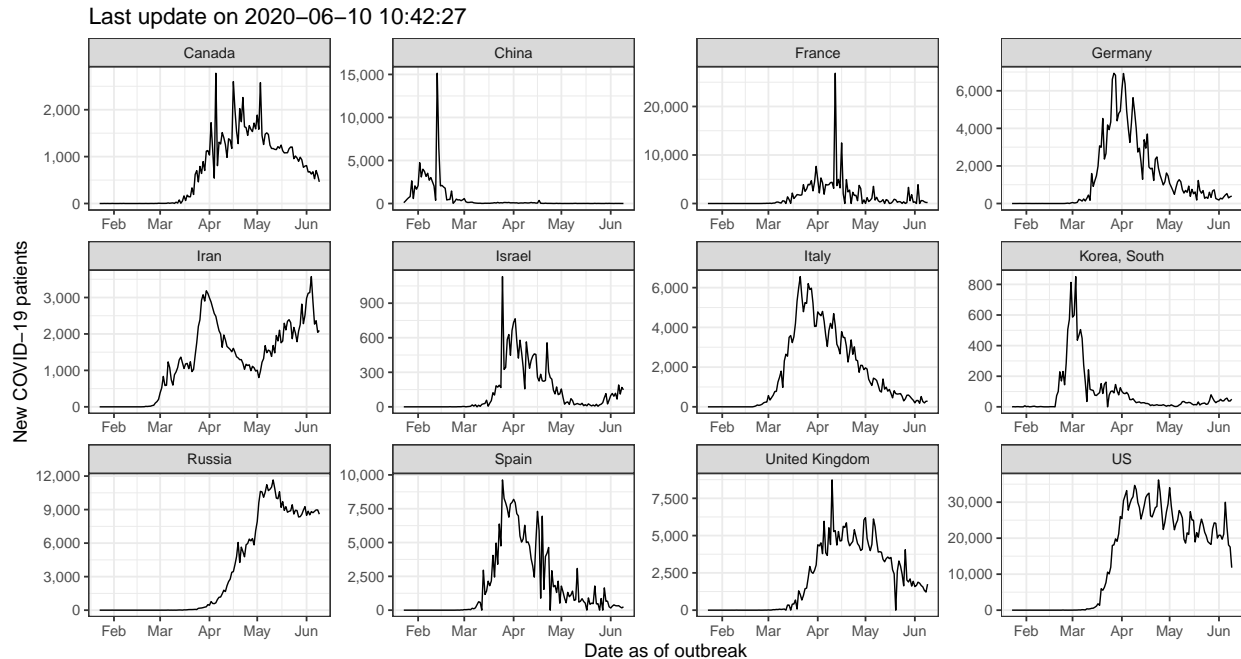 Last update on 2020−06−10 10:42:27
New COVID−19 patients
Canada China France Germany
0 1,000 2,000
0 5,000 10,000 15,000
0 10,000 20,000
0 2,000 4,000 6,000
Feb Mar Apr May Jun Feb Mar Apr May Jun Feb Mar Apr May Jun Feb Mar Apr May Jun
Iran Israel Italy Korea, South
0 1,000 2,000 3,000
0 300 600 900
0 2,000 4,000 6,000
0 200 400 600 800
Feb Mar Apr May Jun Feb Mar Apr May Jun Feb Mar Apr May Jun Feb Mar Apr May Jun
Russia Spain United Kingdom US
0 3,000 6,000 9,000 12,000
0 2,500 5,000 7,500 10,000
0 2,500 5,000 7,500
0 10,000 20,000 30,000
Feb Mar Apr May Jun Feb Mar Apr May Jun Feb Mar Apr May Jun Feb Mar Apr May Jun
Date as of outbreak